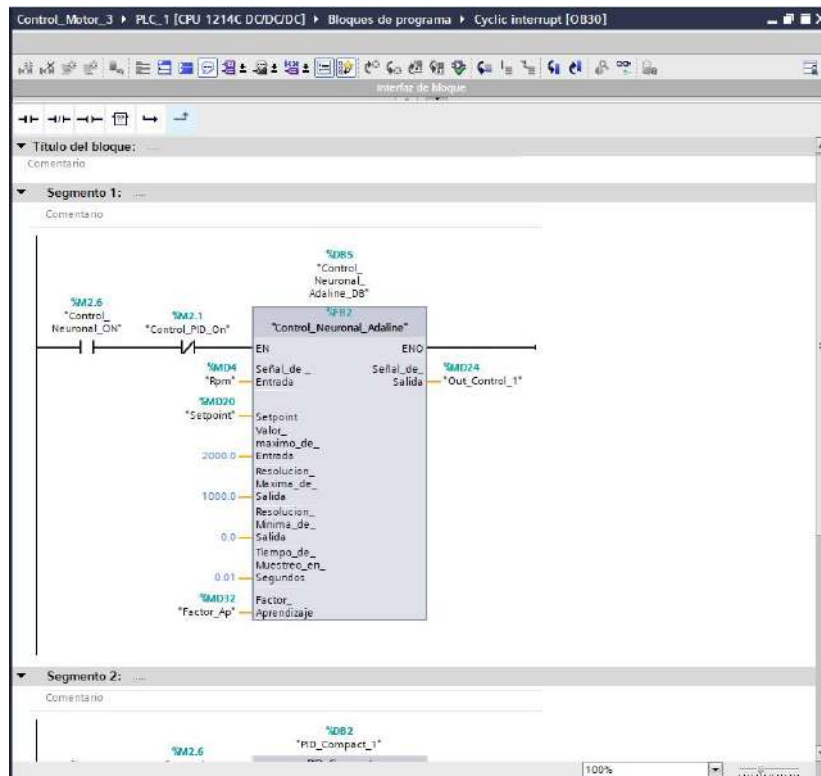 Control_Motor_3 ▸ PLC_1 [CPU 1214C DC/DC/DC] ▸ Bloques de programa ▸ Cyclic interrupt [OB30]
Interfaz de bloque
Título del bloque: .....
Comentario
Segmento 1: .....
Comentario
%DB5
"Control_
Neuronal_
Adaline_DB"
%M2.6
"Control_
Neuronal_ON"
%M2.1
"Control_PID_On"
%FB2
"Control_Neuronal_Adaline"
EN
ENO
%MD4
"Rpm"
Señal_de_
Entrada
Señal_de_
Salida
%MD24
"Out_Control_1"
%MD20
"Setpoint"
Setpoint
Valor_
maximo_de_
2000.0
Entrada
Resolucion_
Maxima_de_
1000.0
Salida
Resolucion_
Minima_de_
0.0
Salida
Tiempo_de_
Muestreo_en_
0.01
Segundos
%MD32
"Factor_Ap"
Factor_
Aprendizaje
Segmento 2: .....
Comentario
%DB2
"PID_Compact_1"
%M2.6
100%